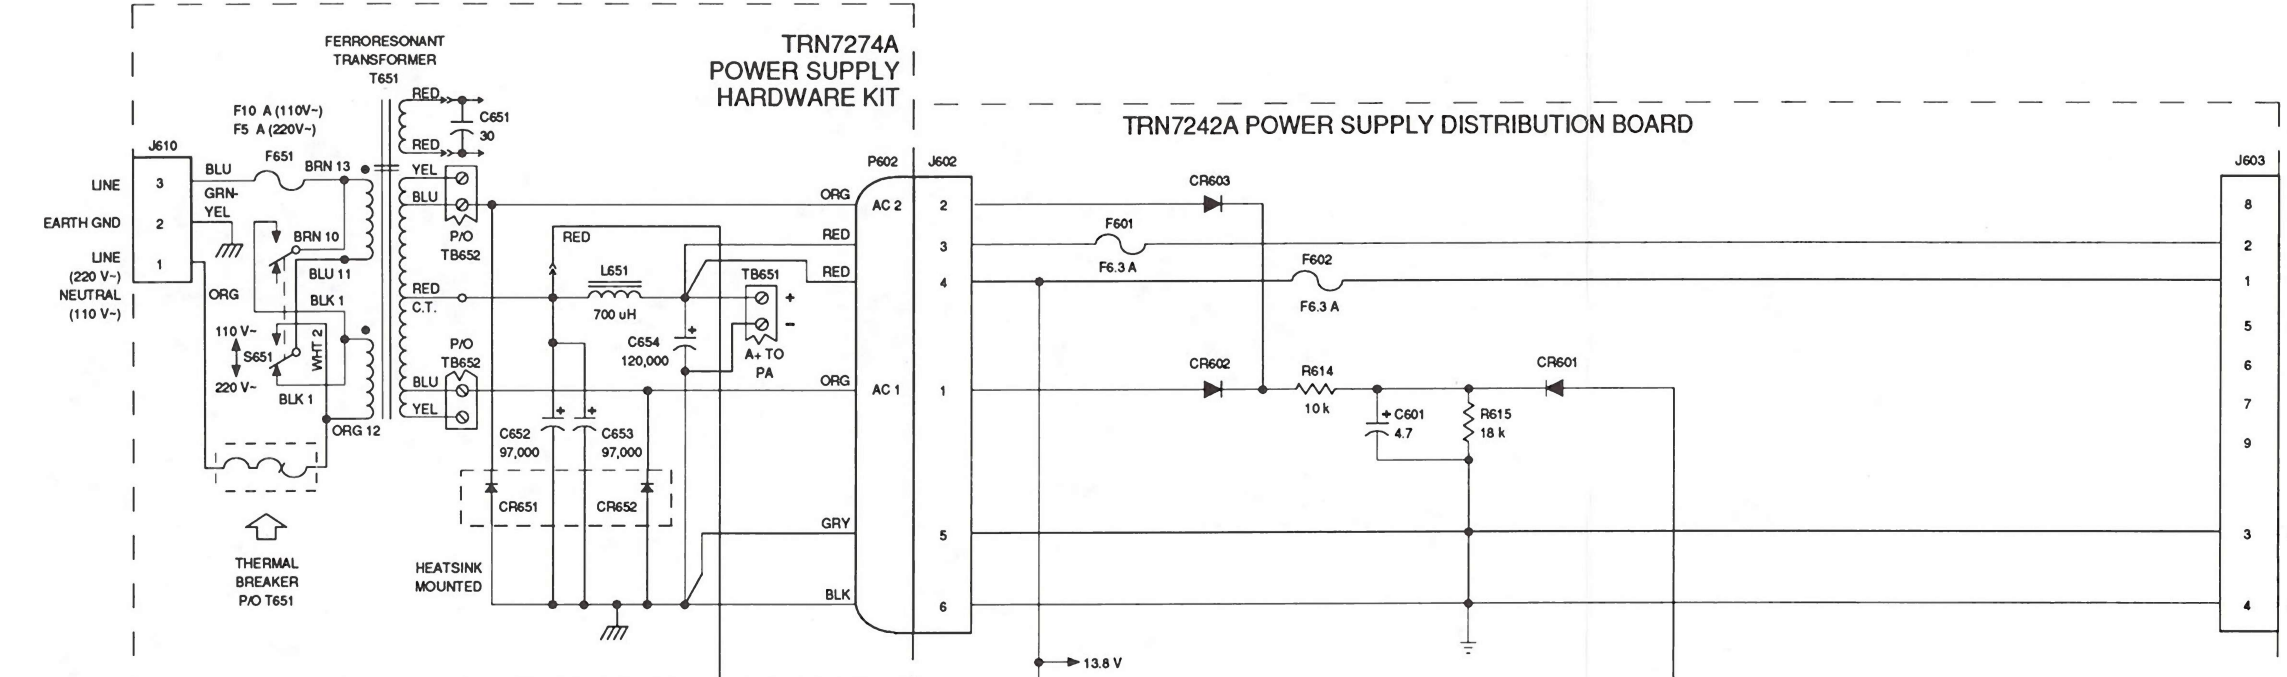 FERRORESONANT
TRANSFORMER
T651
TRN7274A
POWER SUPPLY
HARDWARE KIT
TRN7242A POWER SUPPLY DISTRIBUTION BOARD
F10 A (110V~)
F5 A (220V~)
RED
C651
30
RED
J610
F651
BLU
BRN 13
LINE
3
GRN-
YEL
EARTH GND
2
BRN 10
LINE
(220 V~)
NEUTRAL
(110 V~)
1
BLU 11
ORG
BLK 1
110 V~
S651
220 V~
WHT 2
BLK 1
ORG 12
THERMAL
BREAKER
P/O T651
YEL
BLU
P/O
TB652
RED
C.T.
P/O
TB652
BLU
YEL
RED
L651
700 uH
C654
120,000
+
TB651
+
-
A+ TO
PA
C652
97,000
+
C653
97,000
+
CR651
CR652
HEATSINK
MOUNTED
P602
J602
ORG
AC 2
2
RED
3
RED
4
ORG
AC 1
1
GRY
5
BLK
6
CR603
F601
F6.3 A
F602
F6.3 A
CR602
R614
10 k
CR601
+
C601
4.7
R615
18 k
13.8 V
J603
8
2
1
5
6
7
9
3
4